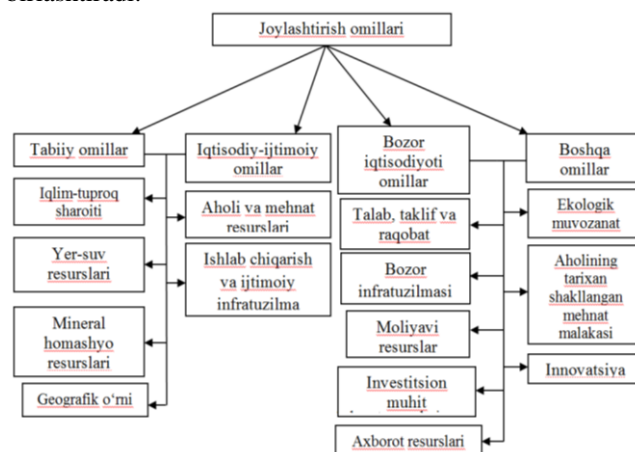 Joylashtirish omillari
Tabiiy omillar
Iqtisodiy-ijtimoiy
omillar
Bozor
iqtisodiyoti
omillar
Boshqa
omillar
Iqlim-tuproq
sharoiti
Yer-suv
resurslari
Mineral
homashyo
resurslari
Geografik o‘rni
Aholi va mehnat
resurslari
Ishlab chiqarish
va ijtimoiy
infratuzilma
Talab, taklif va
raqobat
Bozor
infratuzilmasi
Moliyavi
resurslar
Investitsion
muhit
Axborot resurslari
Ekologik
muvozanat
Aholining
tarixan
shakllangan
mehnat
malakasi
Innovatsiya